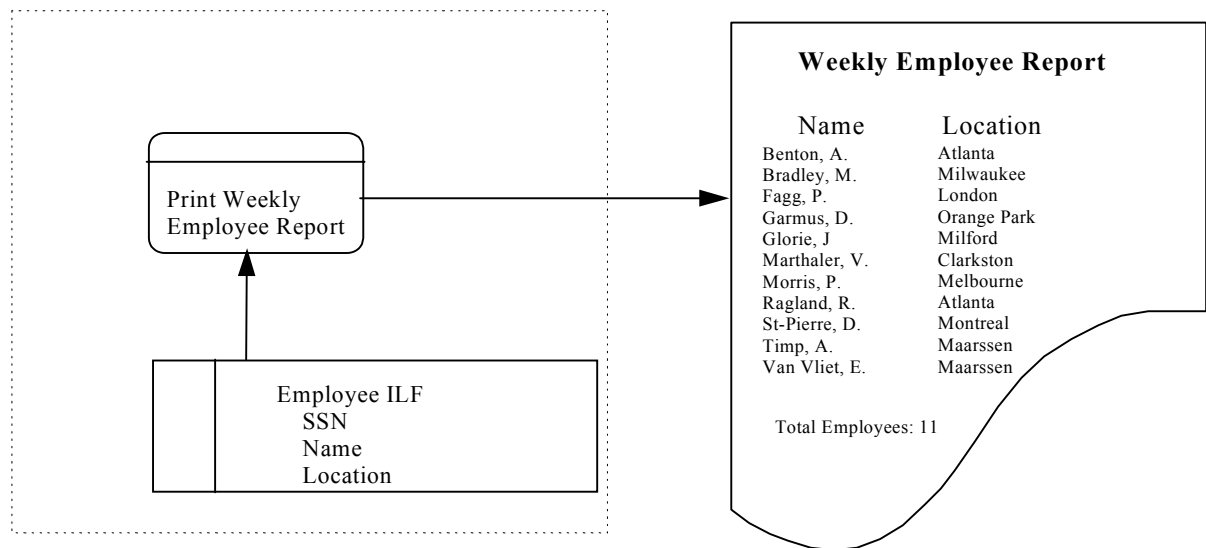 Print Weekly
Employee Report
Employee ILF
SSN
Name
Location
Weekly Employee Report
Name Location
Benton, A. Atlanta
Bradley, M. Milwaukee
Fagg, P. London
Garmus, D. Orange Park
Glorie, J Milford
Marthaler, V. Clarkston
Morris, P. Melbourne
Ragland, R. Atlanta
St-Pierre, D. Montreal
Timp, A. Maarssen
Van Vliet, E. Maarssen
Total Employees: 11